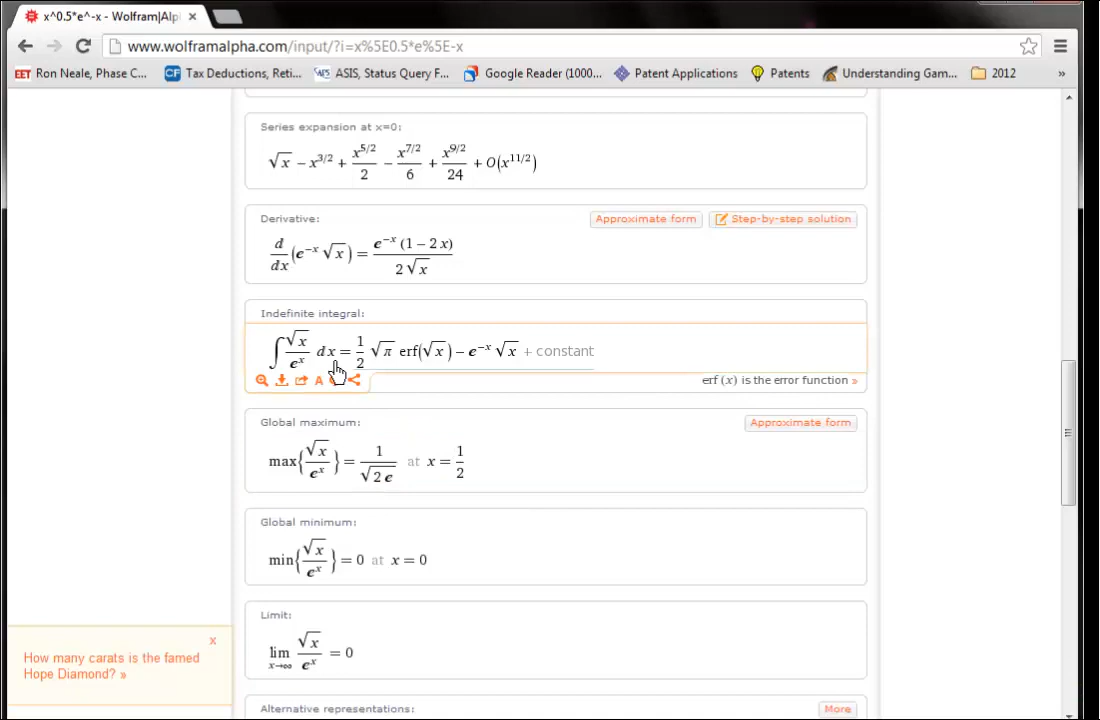 x^0.5*e^-x - Wolfram|Alp
www.wolframalpha.com/input/?i=x%5E0.5*e%5E-x
EET Ron Neale, Phase C... CF Tax Deductions, Reti... ASIS, Status Query F... Google Reader (1000... Patent Applications Patents Understanding Gam... 2012 »
Series expansion at x=0:
√x − x^(3/2) + x^(5/2)/2 − x^(7/2)/6 + x^(9/2)/24 + O(x^(11/2))
Derivative: Approximate form Step-by-step solution
d/dx (e^(−x) √x) = e^(−x) (1 − 2 x) / (2 √x)
Indefinite integral:
∫ √x/e^x dx = 1/2 √π erf(√x) − e^(−x) √x + constant
A
erf (x) is the error function »
Global maximum: Approximate form
max{√x/e^x} = 1/√(2 e) at x = 1/2
Global minimum:
min{√x/e^x} = 0 at x = 0
Limit:
lim x→∞ √x/e^x = 0
x
How many carats is the famed
Hope Diamond? »
Alternative representations: More